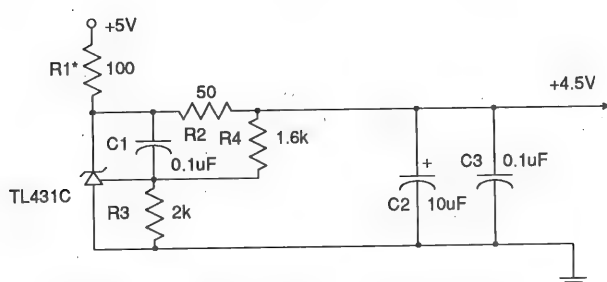 +5V
R1* 100
+4.5V
50
R2 R4 1.6k
C1
0.1uF
TL431C
R3 2k
+
C2 10uF
C3 0.1uF